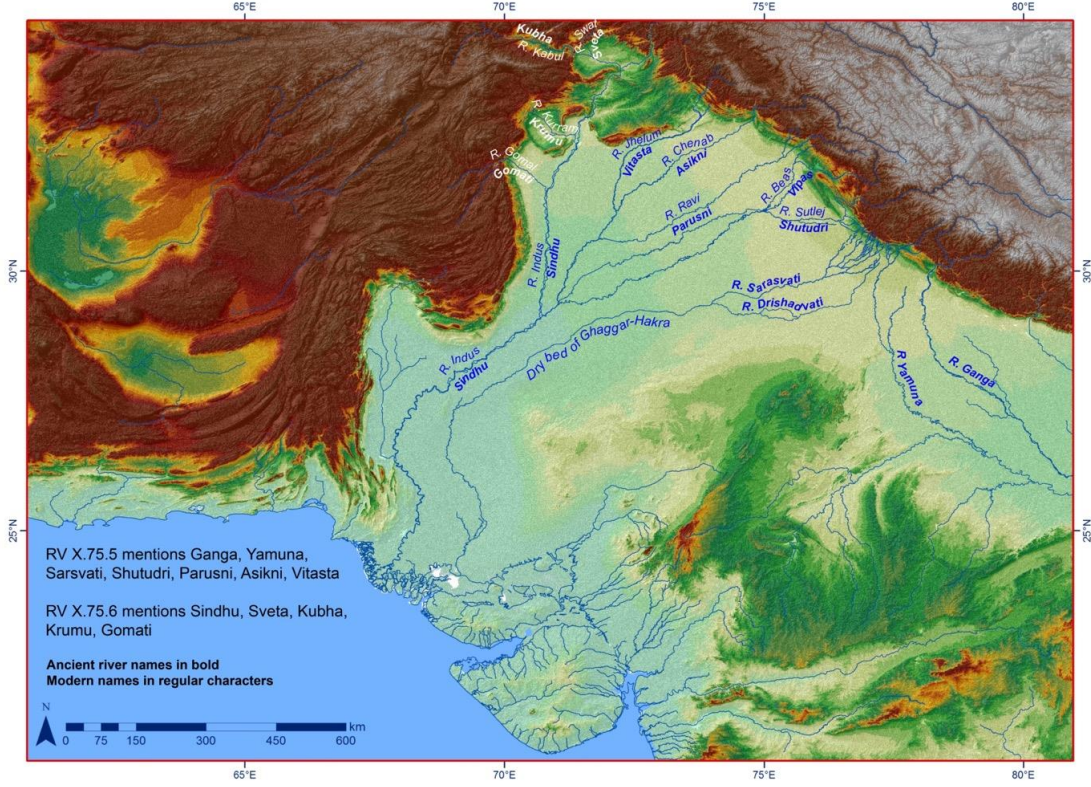 65°E
70°E
75°E
80°E
Kubha
R. Kabul
R. Swat
Sveta
R. Kurram
Krumu
R. Gomal
Gomati
R. Jhelum
Vitasta
R. Chenab
Asikni
R. Beas
Vipas
R. Ravi
Parusni
R. Sutlej
Shutudri
30°N
30°N
R. Indus
Sindhu
R. Sarasvati
R. Drishadvati
Dry bed of Ghaggar-Hakra
R. Indus
Sindhu
R Yamuna
R. Ganga
25°N
25°N
RV X.75.5 mentions Ganga, Yamuna,
Sarsvati, Shutudri, Parusni, Asikni, Vitasta
RV X.75.6 mentions Sindhu, Sveta, Kubha,
Krumu, Gomati
Ancient river names in bold
Modern names in regular characters
N
km
0 75 150 300 450 600
65°E
70°E
75°E
80°E